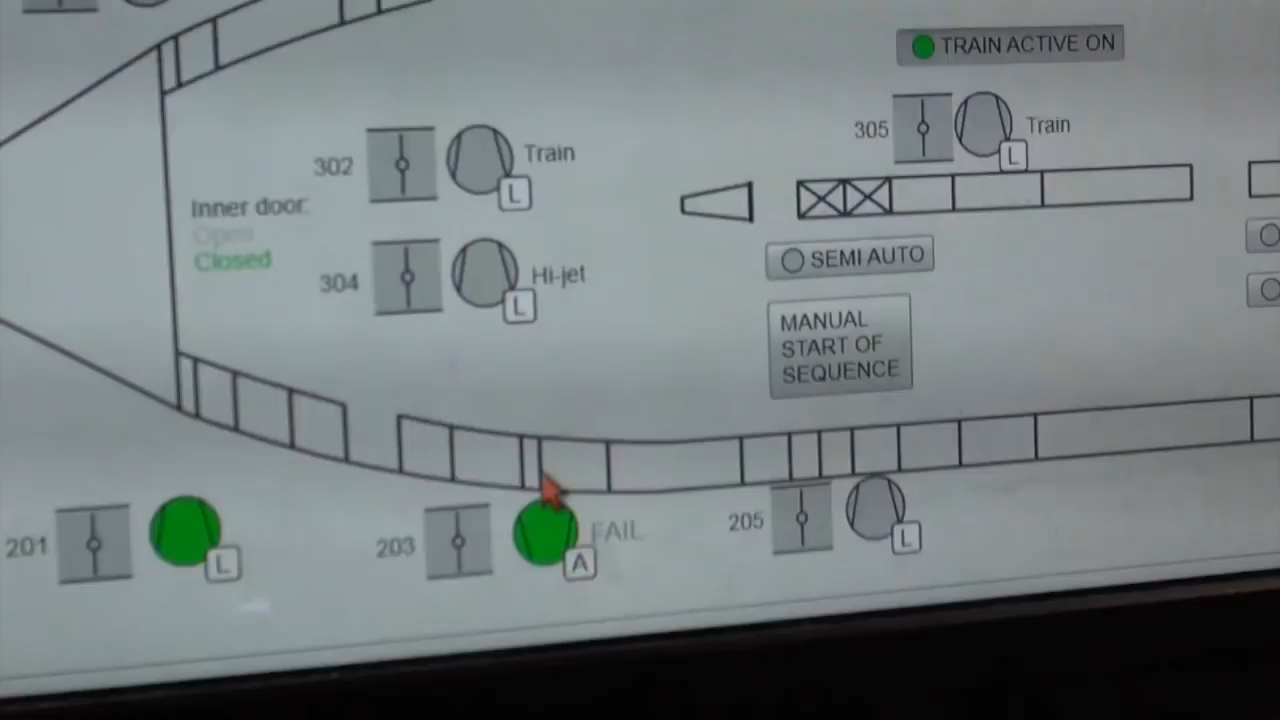 TRAIN ACTIVE ON
305
Train
L
302
Train
L
Inner door:
Open
Closed
304
Hi-jet
L
SEMI AUTO
MANUAL
START OF
SEQUENCE
201
L
203
FAIL
A
205
L